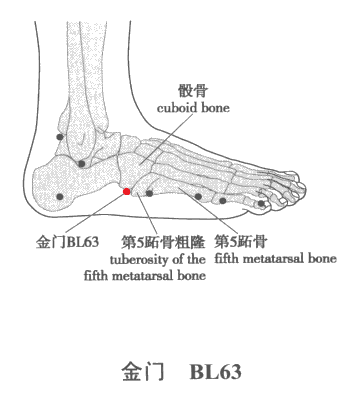 骰骨
cuboid bone
金门BL63
第5跖骨粗隆
tuberosity of the
fifth metatarsal bone
第5跖骨
fifth metatarsal bone
金门 BL63